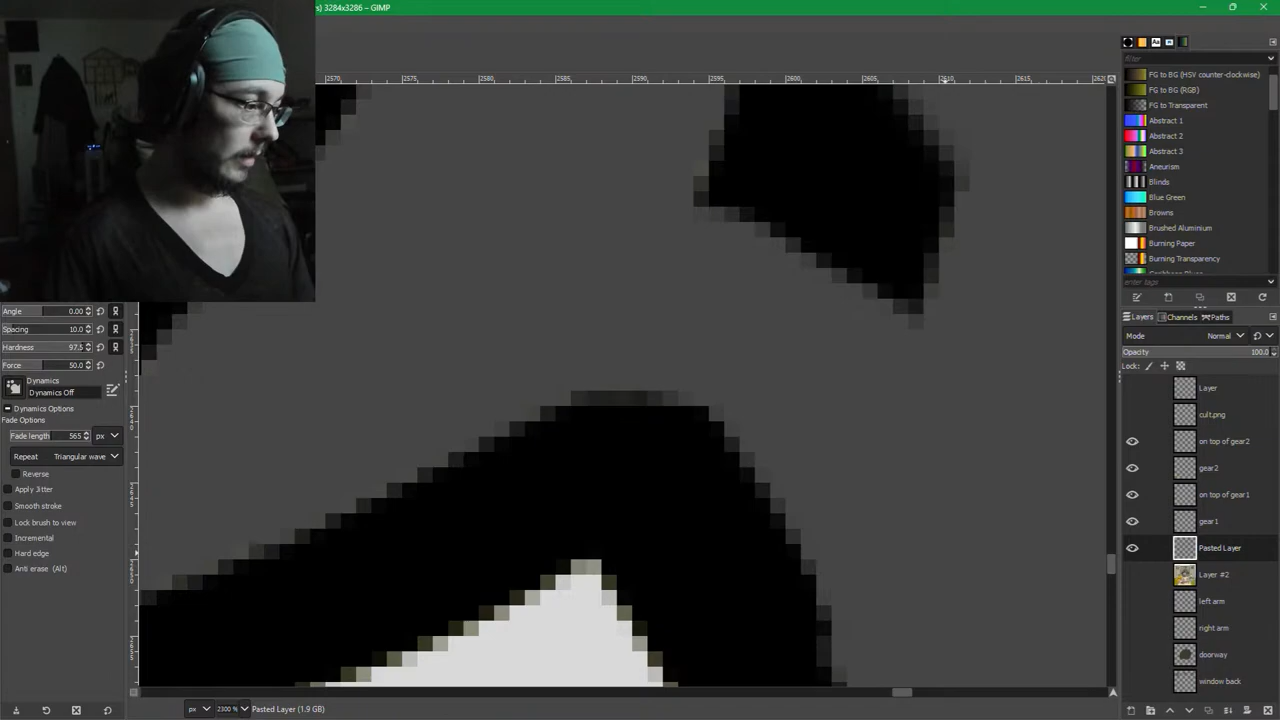 s) 3284x3286 – GIMP
2570
2575
2580
2585
2590
2595
2600
2605
2610
2615
2620
filter
FG to BG (HSV counter-clockwise)
FG to BG (RGB)
FG to Transparent
Abstract 1
Abstract 2
Abstract 3
Aneurism
Blinds
Blue Green
Browns
Brushed Aluminium
Burning Paper
Burning Transparency
enter tags
Layers Channels Paths
Mode Normal
Opacity 100.0
Lock:
Layer
cult.png
on top of gear2
gear2
on top of gear1
gear1
Pasted Layer
Layer #2
left arm
right arm
doorway
window back
Angle 0.00
Spacing 10.0
Hardness 97.5
Force 50.0
Dynamics
Dynamics Off
Dynamics Options
Fade Options
Fade length 565 px
Repeat Triangular wave
Reverse
Apply Jitter
Smooth stroke
Lock brush to view
Incremental
Hard edge
Anti erase (Alt)
px 2300 % Pasted Layer (1.9 GB)